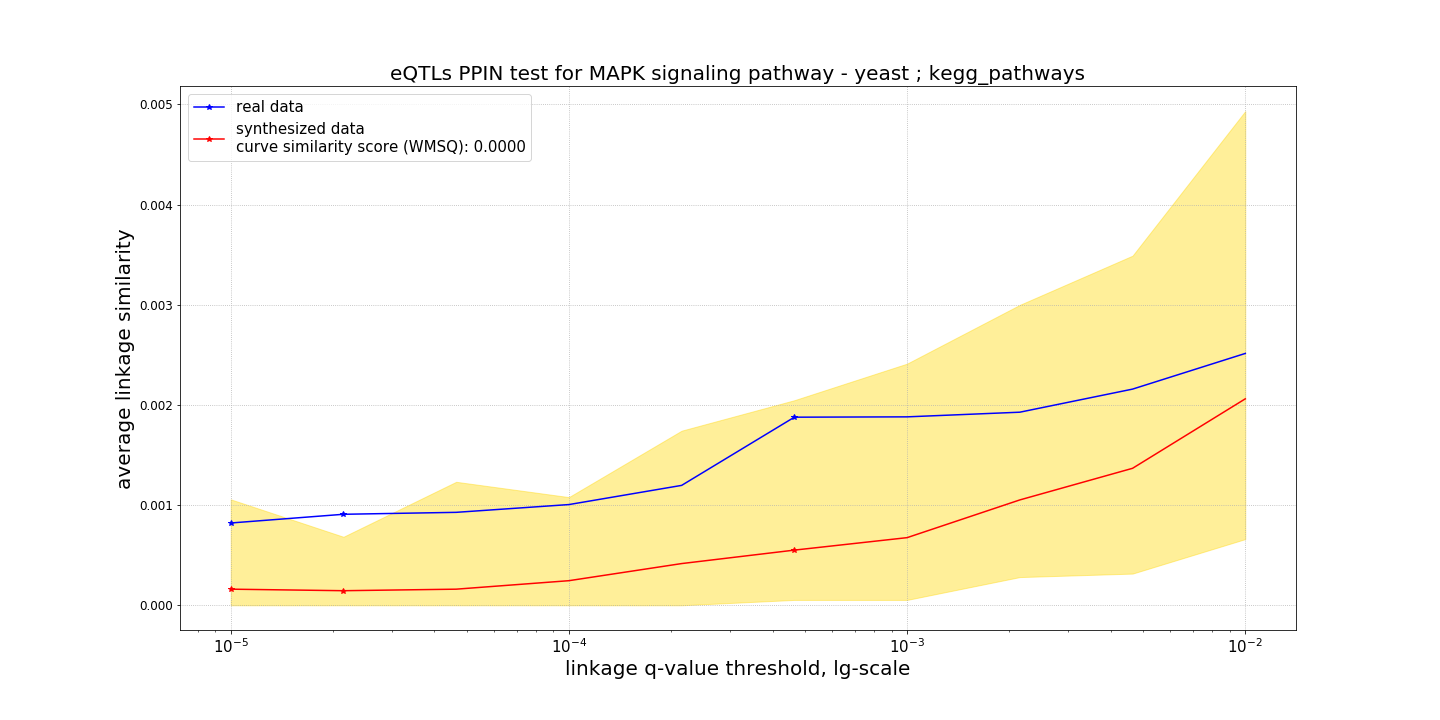 eQTLs PPIN test for MAPK signaling pathway - yeast ; kegg_pathways
real data
synthesized data
curve similarity score (WMSQ): 0.0000
average linkage similarity
0.005
0.004
0.003
0.002
0.001
0.000
10⁻⁵ 10⁻⁴ 10⁻³ 10⁻²
linkage q-value threshold, lg-scale